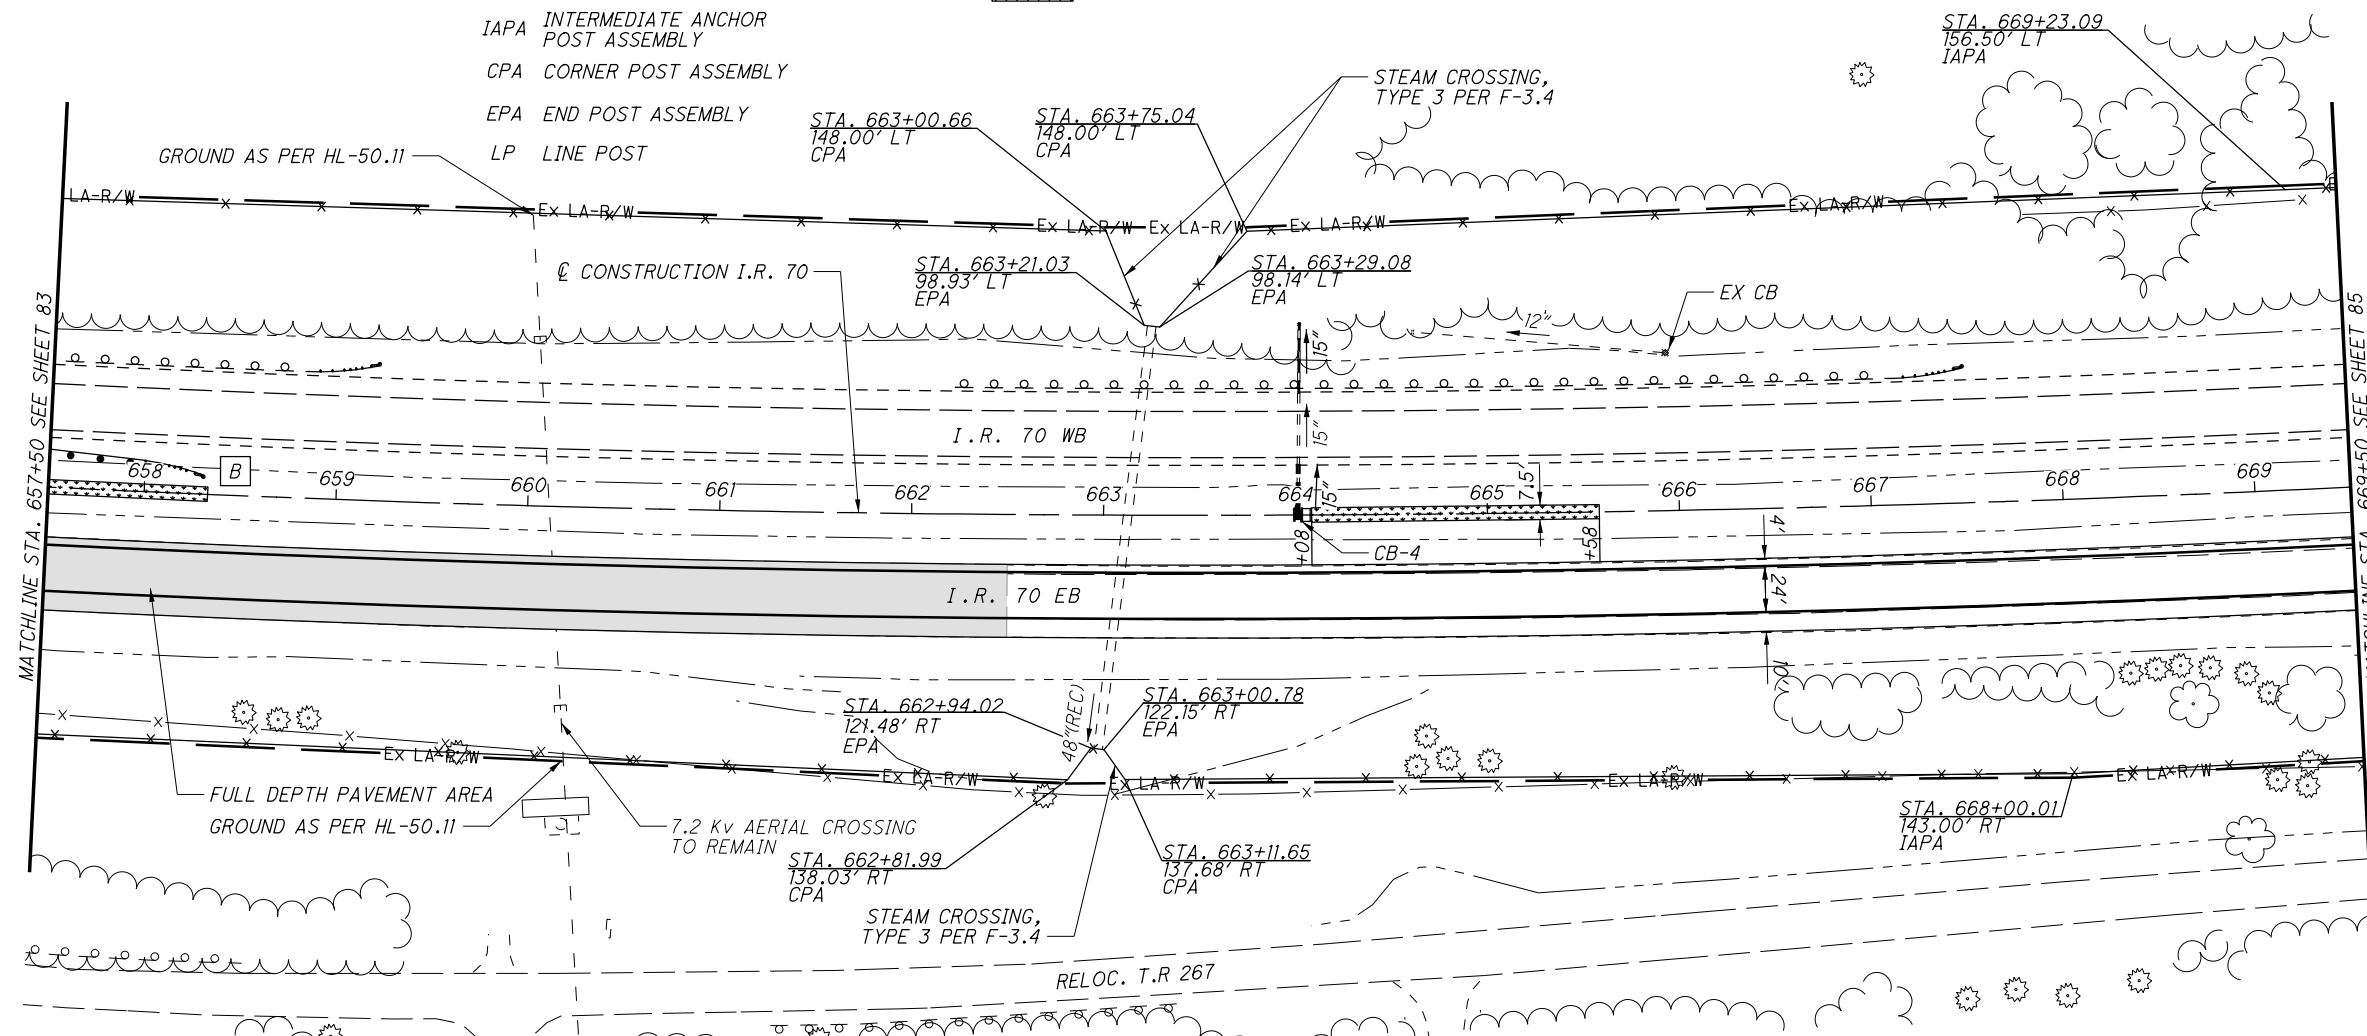 IAPA INTERMEDIATE ANCHOR
POST ASSEMBLY
CPA CORNER POST ASSEMBLY
EPA END POST ASSEMBLY
LP LINE POST
STA. 669+23.09
156.50' LT
IAPA
STEAM CROSSING,
TYPE 3 PER F-3.4
STA. 663+00.66
148.00' LT
CPA
STA. 663+75.04
148.00' LT
CPA
GROUND AS PER HL-50.11
LA-R/W
Ex LA-R/W
Ex LA-R/W
Ex LA-R/W
Ex LA-R/W
Ex LA-R/W
STA. 663+21.03
98.93' LT
EPA
STA. 663+29.08
98.14' LT
EPA
℄ CONSTRUCTION I.R. 70
EX CB
12"
15"
E
MATCHLINE STA. 657+50 SEE SHEET 83
MATCHLINE STA. 669+50 SEE SHEET 85
I.R. 70 WB
15"
B
658
659
660
661
662
663
664
665
666
667
668
669
15"
7.5'
+08
+58
CB-4
4'
24'
10'
I.R. 70 EB
48"(REC)
STA. 662+94.02
121.48' RT
EPA
STA. 663+00.78
122.15' RT
EPA
E
Ex LA-R/W
Ex LA-R/W
Ex LA-R/W
Ex LA-R/W
Ex LA-R/W
FULL DEPTH PAVEMENT AREA
GROUND AS PER HL-50.11
7.2 Kv AERIAL CROSSING
TO REMAIN
STA. 662+81.99
138.03' RT
CPA
STA. 663+11.65
137.68' RT
CPA
STA. 668+00.01
143.00' RT
IAPA
STEAM CROSSING,
TYPE 3 PER F-3.4
RELOC. T.R 267